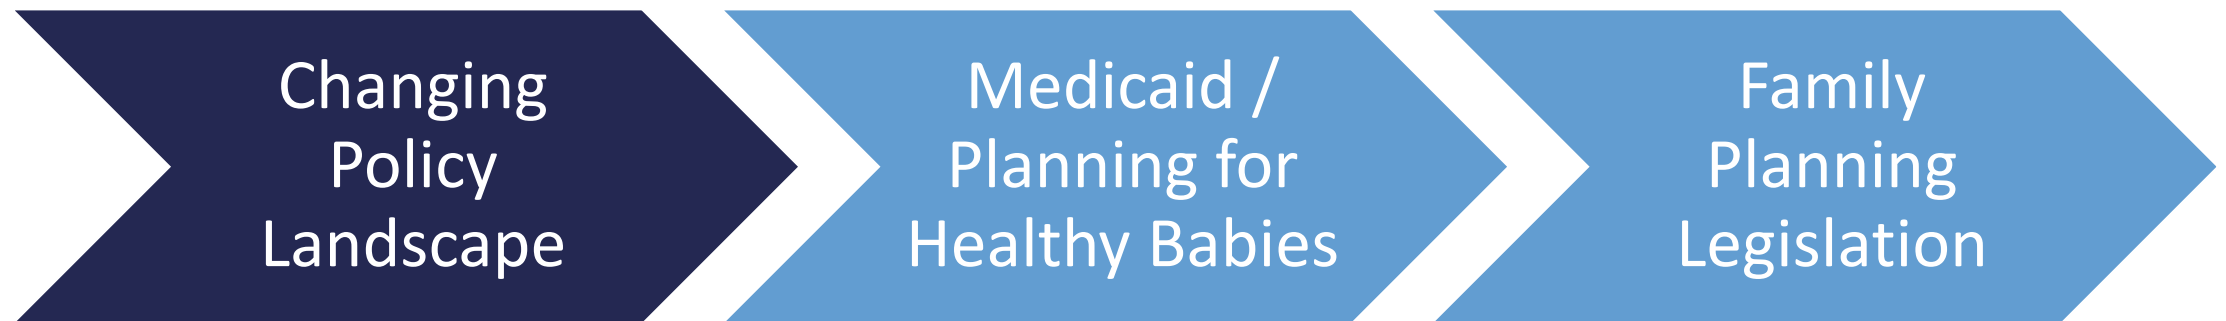 Changing
Policy
Landscape
Medicaid /
Planning for
Healthy Babies
Family
Planning
Legislation